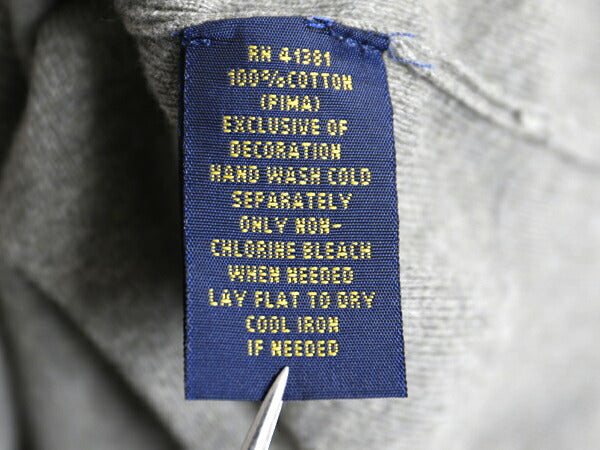 RN 41381
100%COTTON
(PIMA)
EXCLUSIVE OF
DECORATION
HAND WASH COLD
SEPARATELY
ONLY NON-
CHLORINE BLEACH
WHEN NEEDED
LAY FLAT TO DRY
COOL IRON
IF NEEDED